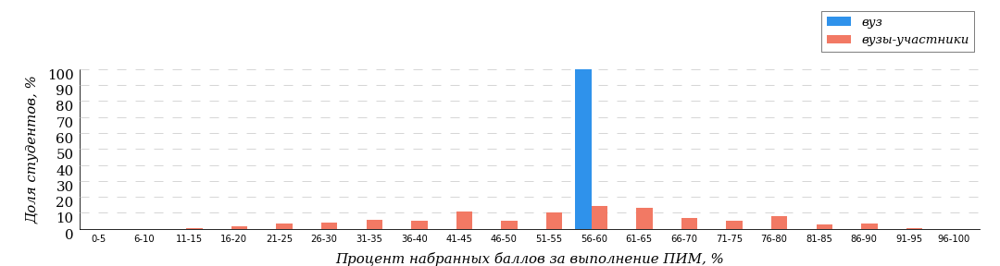 вуз
вузы-участники
Доля студентов, %
100
90
80
70
60
50
40
30
20
10
0
0-5 6-10 11-15 16-20 21-25 26-30 31-35 36-40 41-45 46-50 51-55 56-60 61-65 66-70 71-75 76-80 81-85 86-90 91-95 96-100
Процент набранных баллов за выполнение ПИМ, %